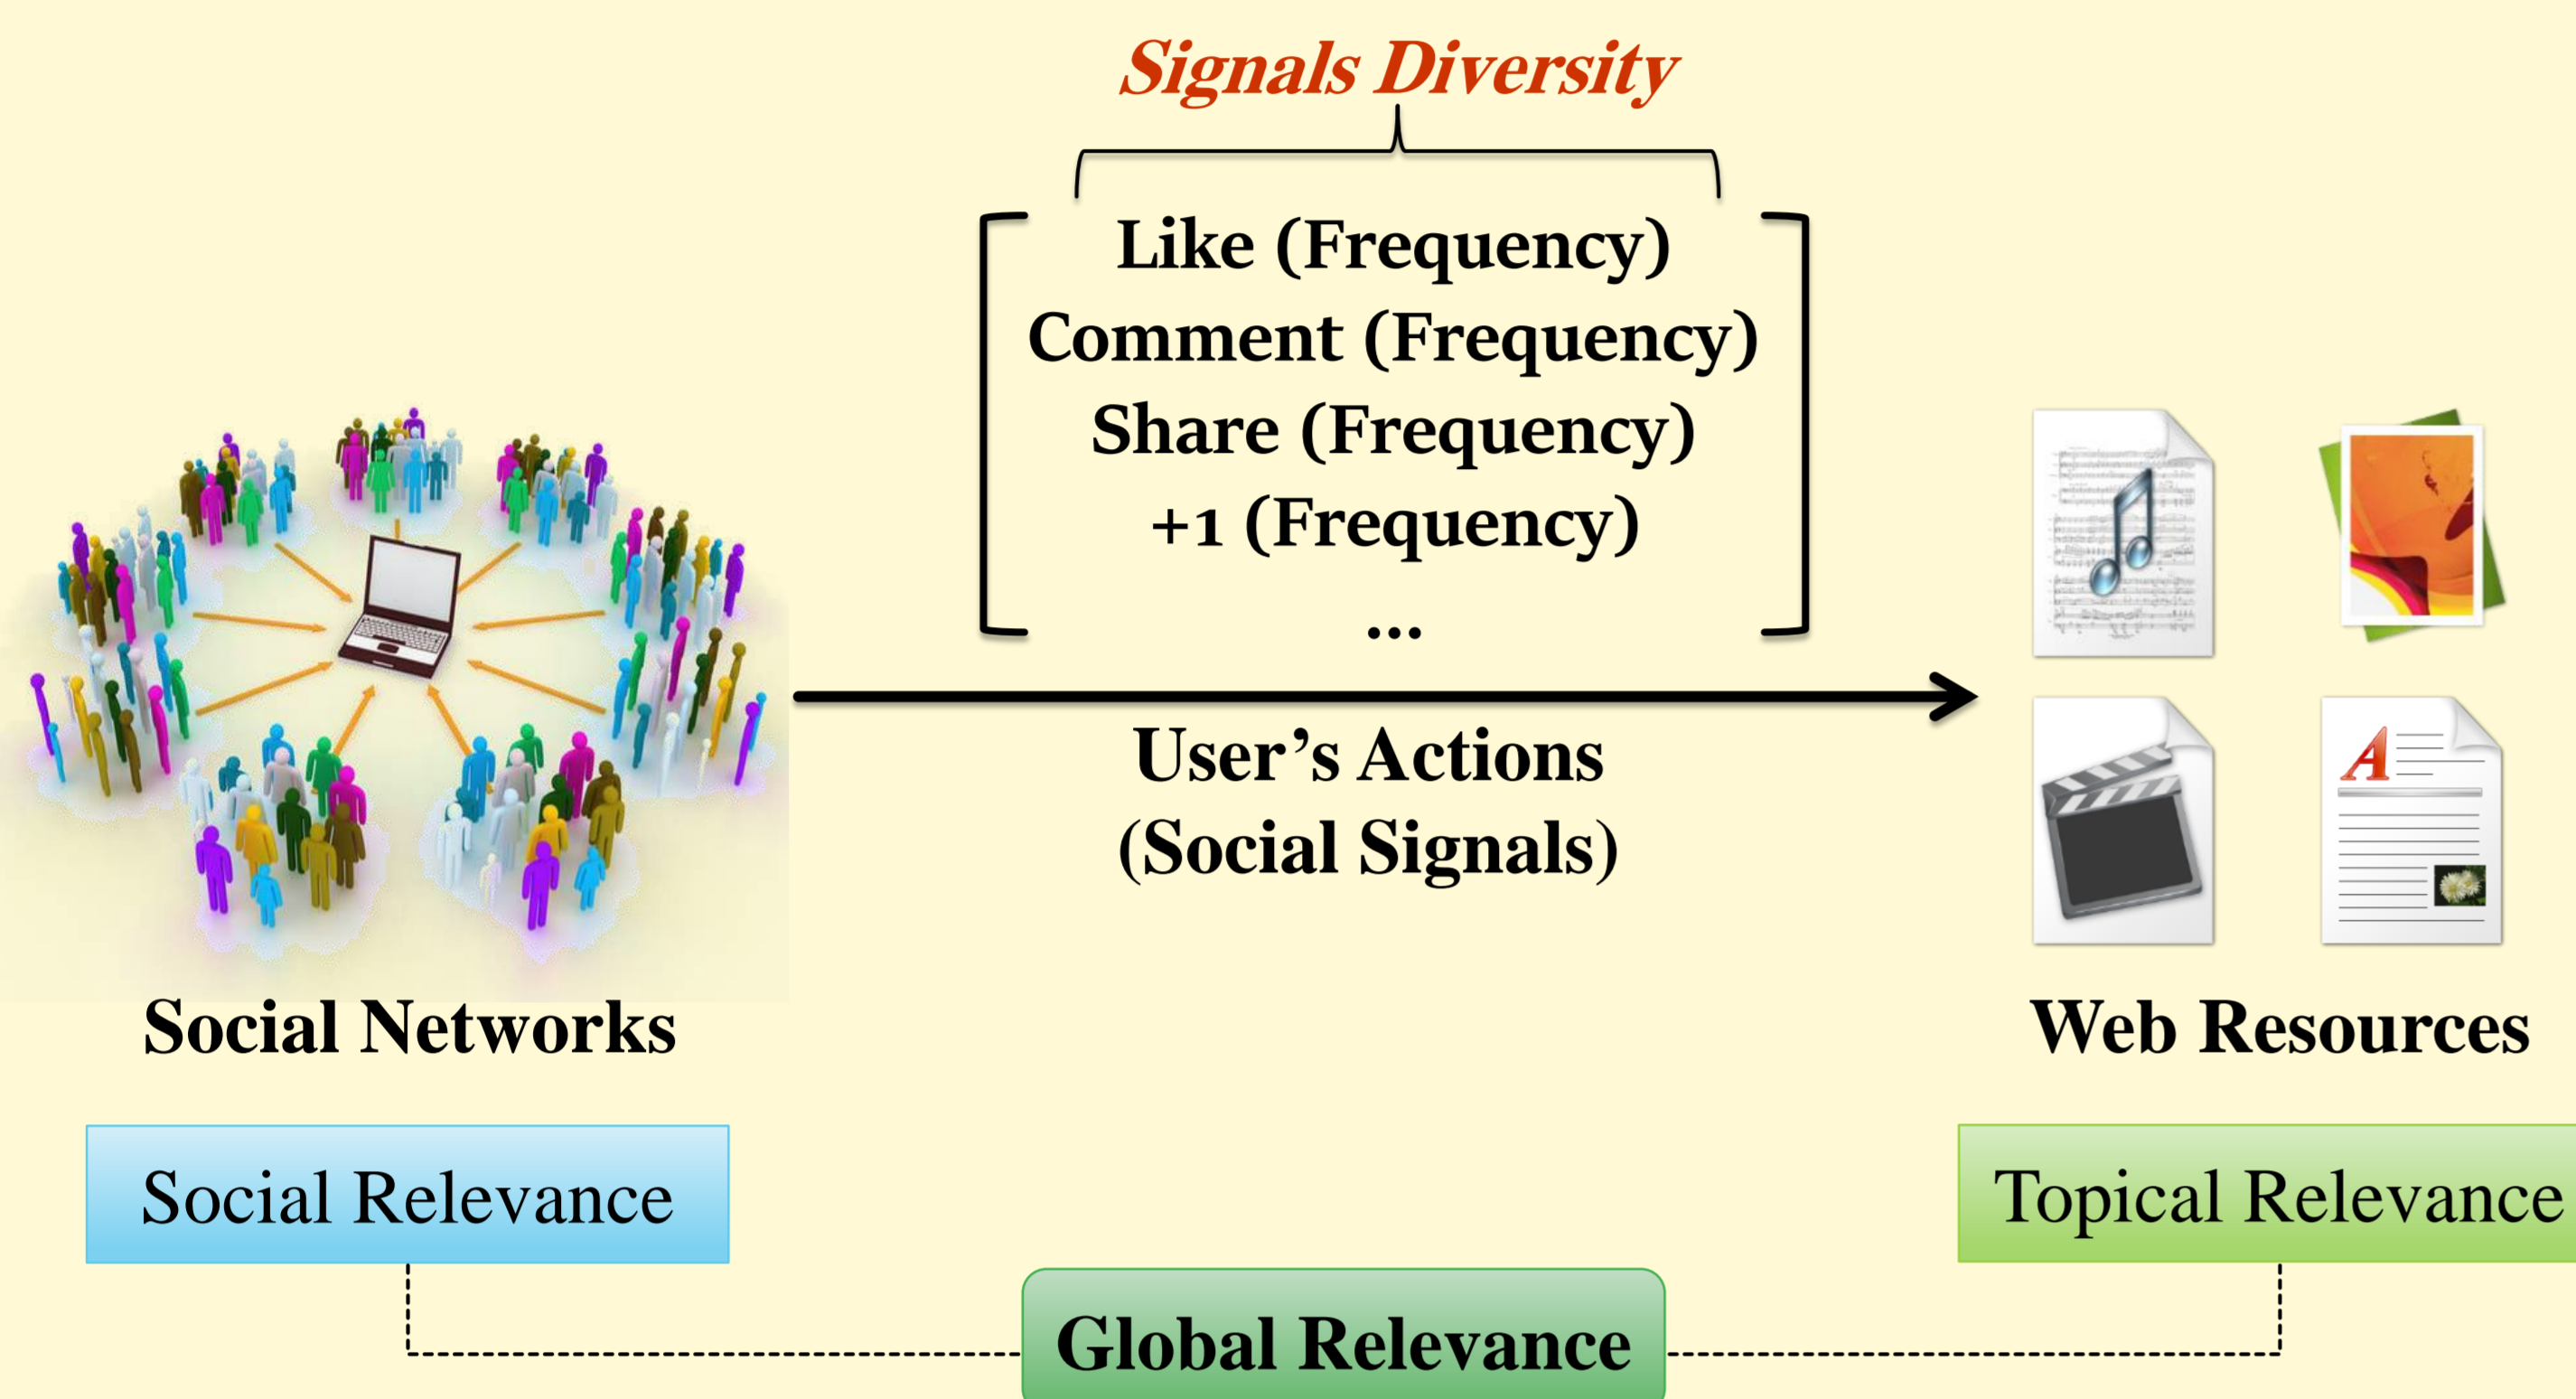 Signals Diversity
Like (Frequency)
Comment (Frequency)
Share (Frequency)
+1 (Frequency)
...
User’s Actions
(Social Signals)
A
Social Networks
Web Resources
Social Relevance
Topical Relevance
Global Relevance